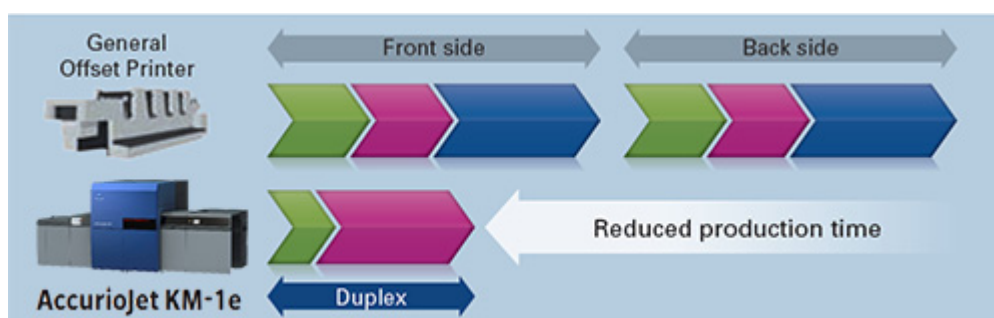 General
Offset Printer
Front side
Back side
Reduced production time
AccurioJet KM-1e
Duplex